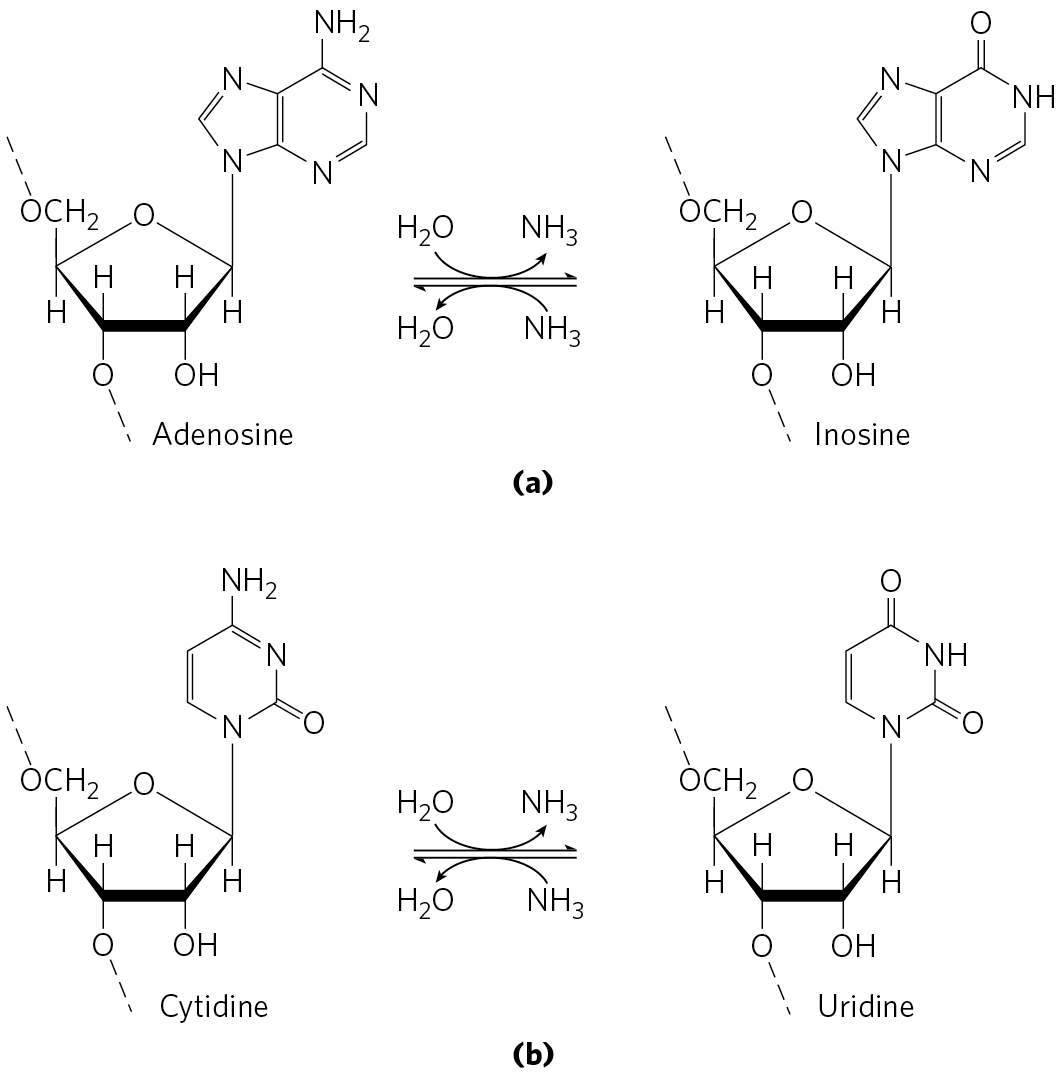 NH₂ O
N N N NH
N N N N
OCH₂ O H₂O NH₃ OCH₂ O
H H H H
H H H₂O NH₃ H H
O OH O OH
Adenosine Inosine
(a)
NH₂ O
N NH
N O N O
OCH₂ O H₂O NH₃ OCH₂ O
H H H H
H H H₂O NH₃ H H
O OH O OH
Cytidine Uridine
(b)